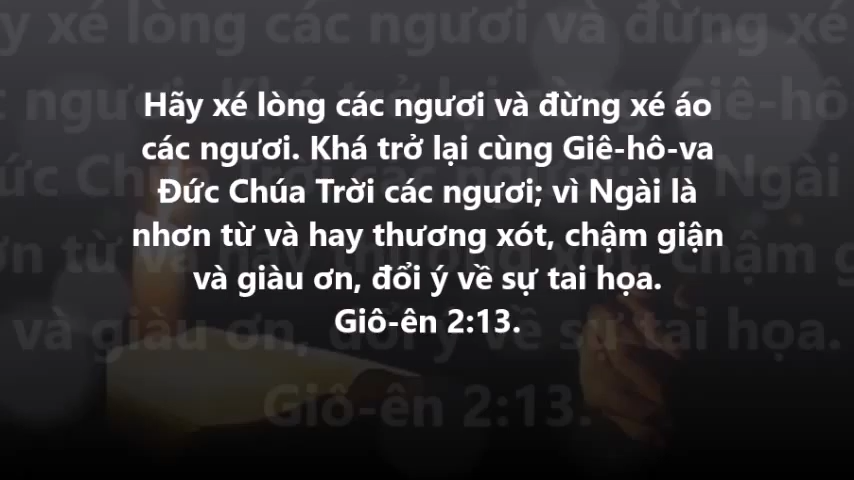 Hãy xé lòng các ngươi và đừng xé áo
các ngươi. Khá trở lại cùng Giê-hô-va
Đức Chúa Trời các ngươi; vì Ngài là
nhơn từ và hay thương xót, chậm giận
và giàu ơn, đổi ý về sự tai họa.
Giô-ên 2:13.